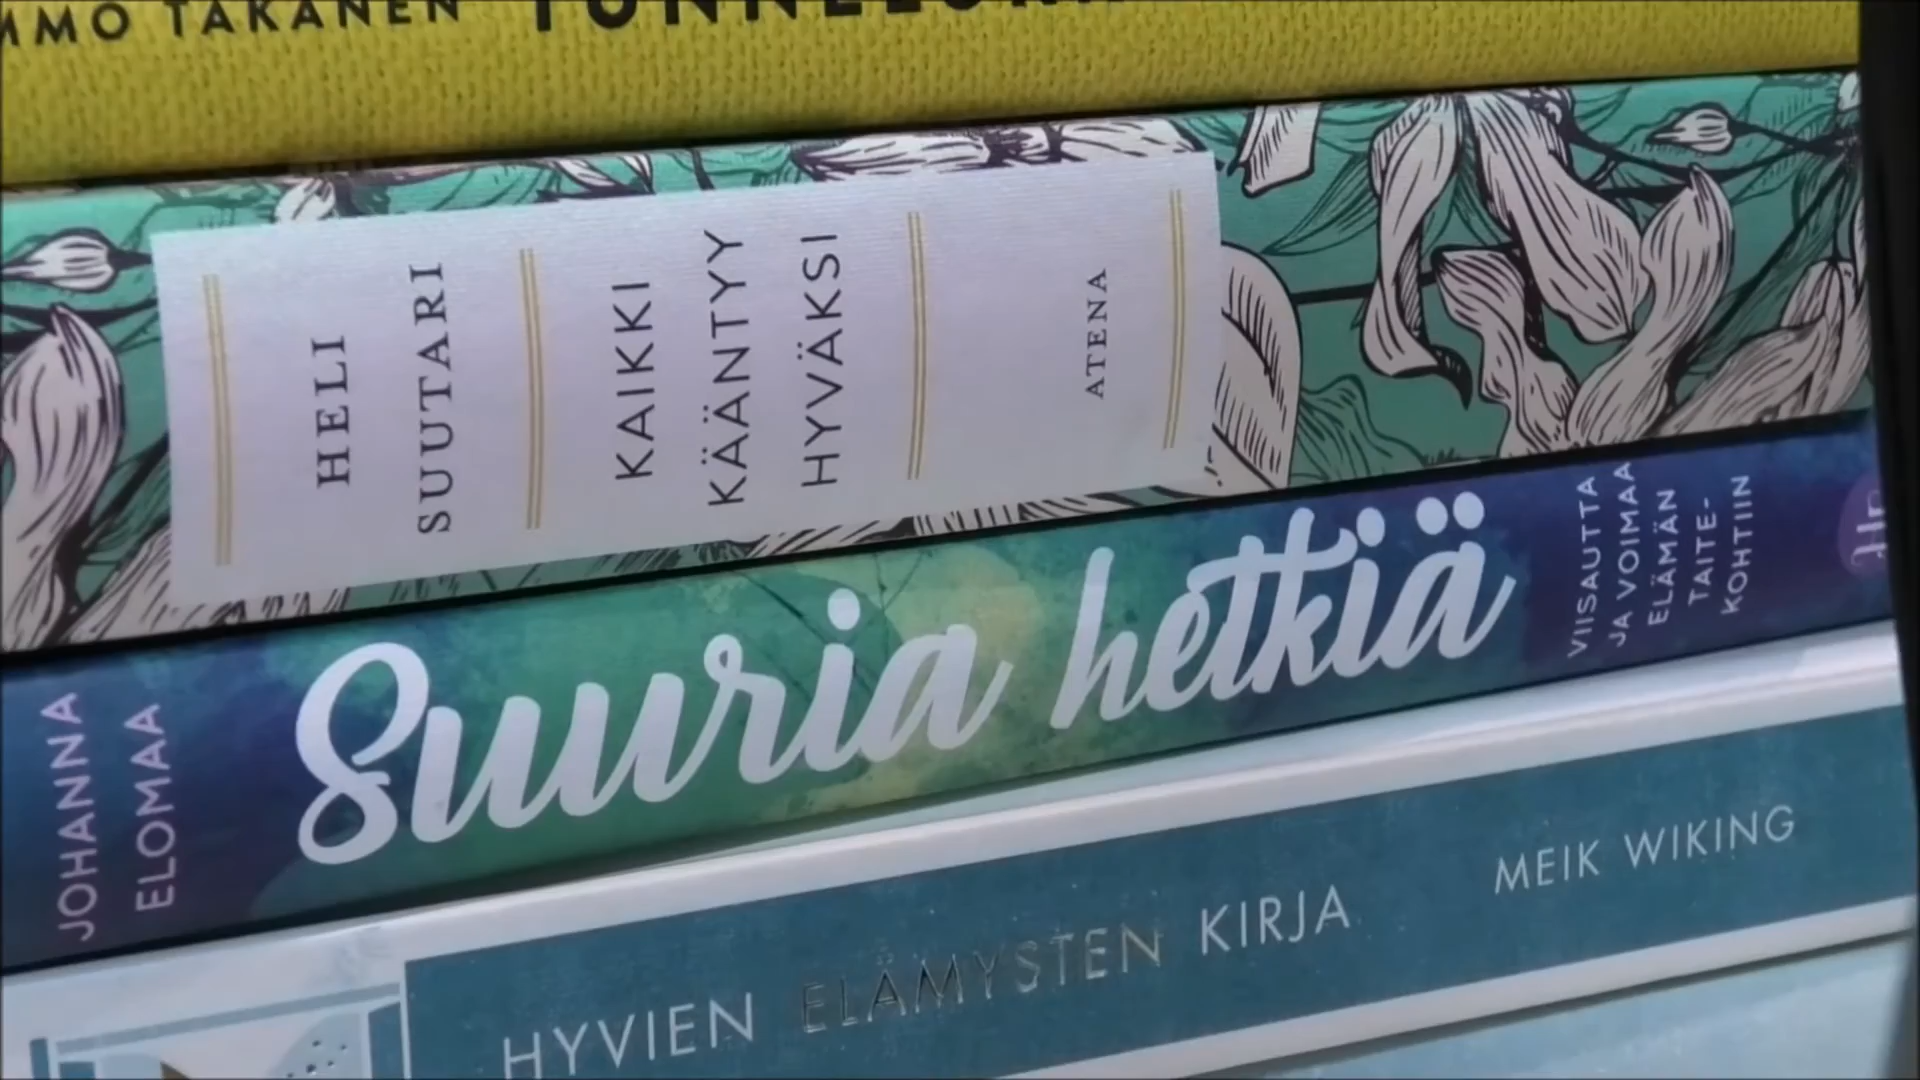 TAKANEN
HELI
SUUTARI
KAIKKI
KÄÄNTYY
HYVÄKSI
ATENA
JOHANNA
ELOMAA
Suuria hetkiä
VIISAUTTA
JA VOIMAA
ELÄMÄN
TAITE-
KOHTIIN
HYVIEN ELÄMYSTEN KIRJA MEIK WIKING